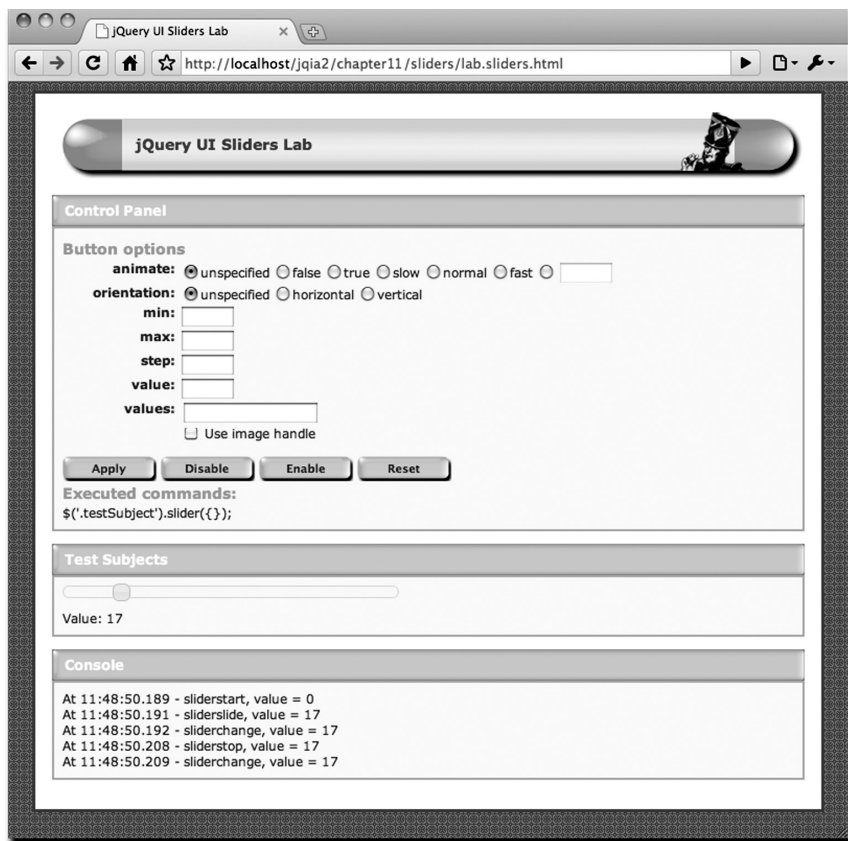 jQuery UI Sliders Lab
http://localhost/jqia2/chapter11/sliders/lab.sliders.html
jQuery UI Sliders Lab
Control Panel
Button options
animate: unspecified false true slow normal fast
orientation: unspecified horizontal vertical
min:
max:
step:
value:
values:
Use image handle
Apply Disable Enable Reset
Executed commands:
$('.testSubject').slider({});
Test Subjects
Value: 17
Console
At 11:48:50.189 - sliderstart, value = 0
At 11:48:50.191 - sliderslide, value = 17
At 11:48:50.192 - sliderchange, value = 17
At 11:48:50.208 - sliderstop, value = 17
At 11:48:50.209 - sliderchange, value = 17